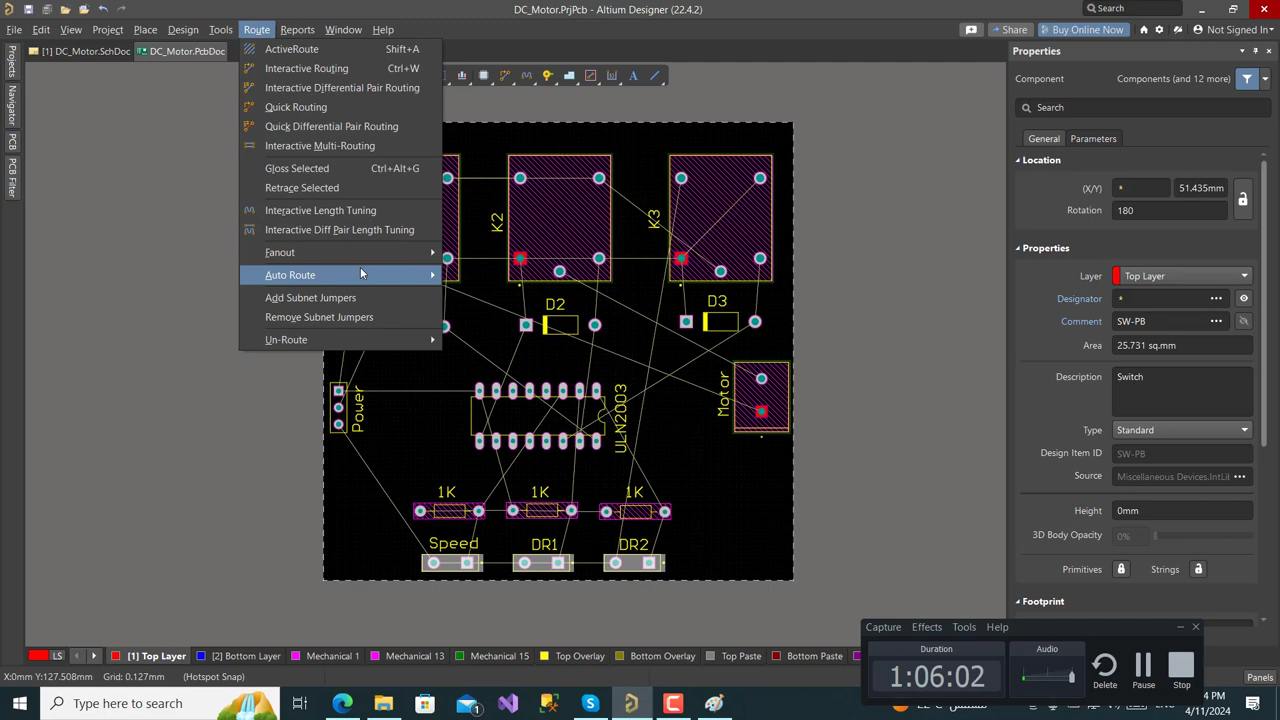 DC_Motor.PrjPcb - Altium Designer (22.4.2)
Search
File Edit View Project Place Design Tools Route Reports Window Help
Share
Buy Online Now
Not Signed In
[1] DC_Motor.SchDoc
DC_Motor.PcbDoc
Projects
Navigator
PCB
PCB Filter
ActiveRoute Shift+A
Interactive Routing Ctrl+W
Interactive Differential Pair Routing
Quick Routing
Quick Differential Pair Routing
Interactive Multi-Routing
Gloss Selected Ctrl+Alt+G
Retrace Selected
Interactive Length Tuning
Interactive Diff Pair Length Tuning
Fanout
Auto Route
Add Subnet Jumpers
Remove Subnet Jumpers
Un-Route
K2
K3
D2
D3
Power
ULN2003
Motor
1K
1K
1K
Speed
DR1
DR2
Properties
Component Components (and 12 more)
Search
General Parameters
Location
(X/Y) * 51.435mm
Rotation 180
Properties
Layer Top Layer
Designator *
Comment SW-PB
Area 25.731 sq.mm
Description Switch
Type Standard
Design Item ID SW-PB
Source Miscellaneous Devices.IntLi
Height 0mm
3D Body Opacity 0%
Primitives Strings
Footprint
LS [1] Top Layer [2] Bottom Layer Mechanical 1 Mechanical 13 Mechanical 15 Top Overlay Bottom Overlay Top Paste Bottom Paste
X:0mm Y:127.508mm Grid: 0.127mm (Hotspot Snap)
Panels
Capture Effects Tools Help
Duration
1:06:02
Audio
Delete
Pause
Stop
Type here to search
4/11/2024